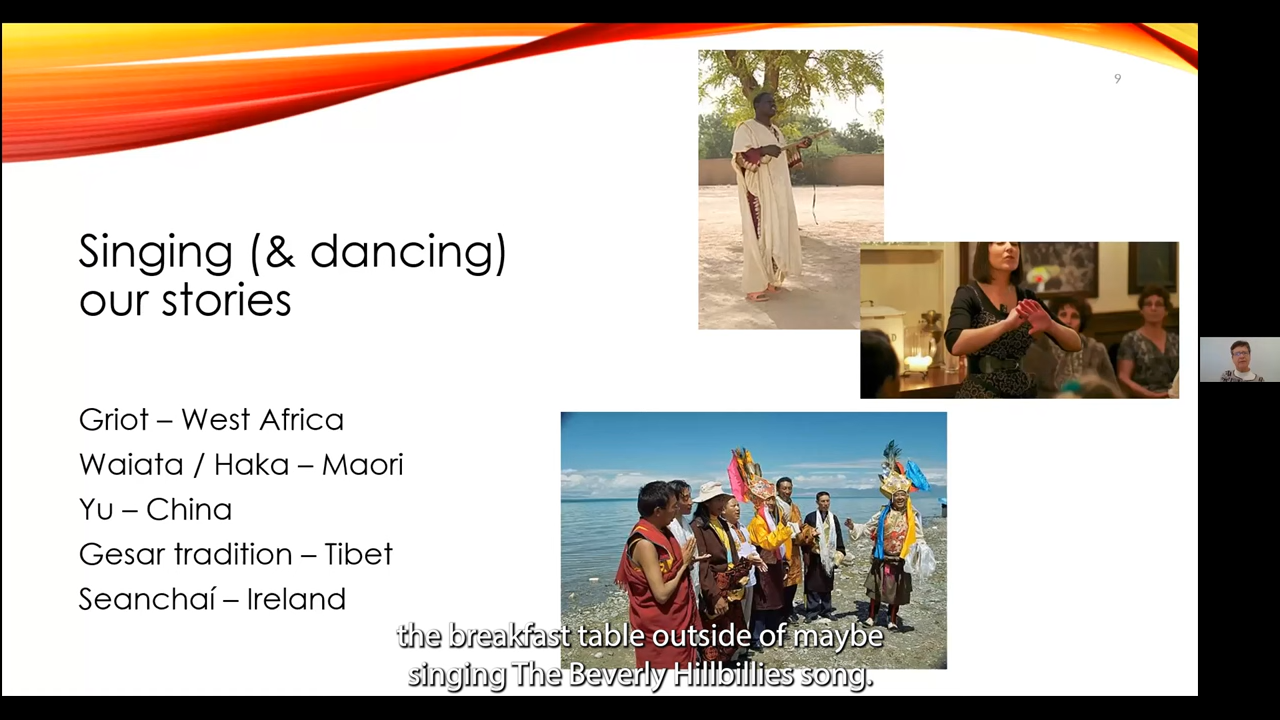 9
Singing (& dancing)
our stories
Griot – West Africa
Waiata / Haka – Maori
Yu – China
Gesar tradition – Tibet
Seanchaí – Ireland
the breakfast table outside of maybe
singing The Beverly Hillbillies song.